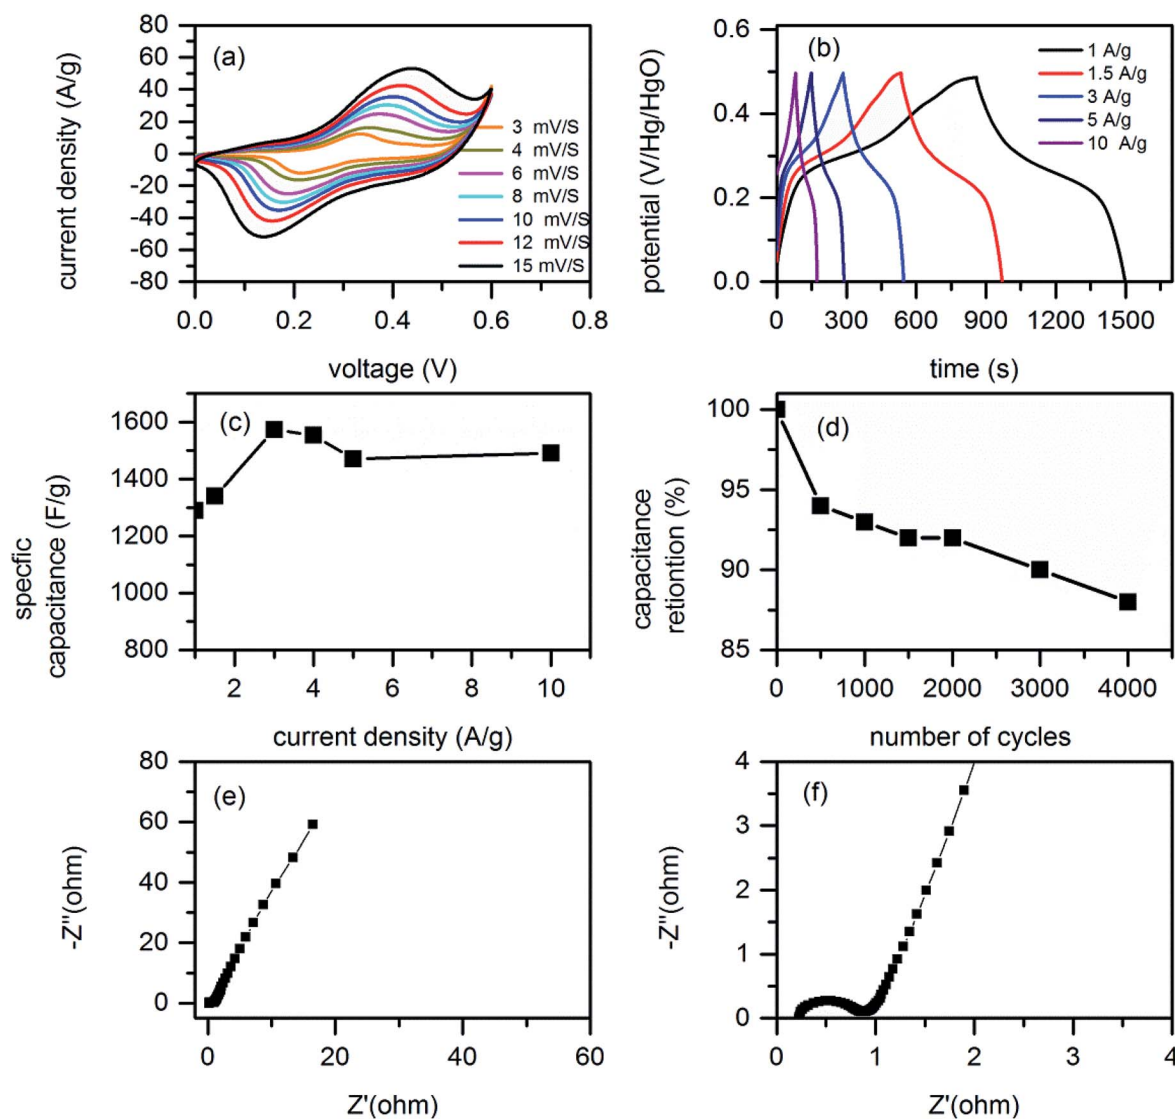 (a)
current density (A/g)
80
60
40
20
0
-20
-40
-60
-80
3 mV/S
4 mV/S
6 mV/S
8 mV/S
10 mV/S
12 mV/S
15 mV/S
0.0 0.2 0.4 0.6 0.8
voltage (V)
(b)
potential (V/Hg/HgO)
0.6
0.4
0.2
0.0
1 A/g
1.5 A/g
3 A/g
5 A/g
10 A/g
0 300 600 900 1200 1500
time (s)
(c)
specfic
capacitance (F/g)
1600
1400
1200
1000
800
2 4 6 8 10
current density (A/g)
(d)
capacitance
retiontion (%)
100
95
90
85
0 1000 2000 3000 4000
number of cycles
(e)
-Z"(ohm)
80
60
40
20
0
0 20 40 60
Z'(ohm)
(f)
-Z"(ohm)
4
3
2
1
0
0 1 2 3 4
Z'(ohm)